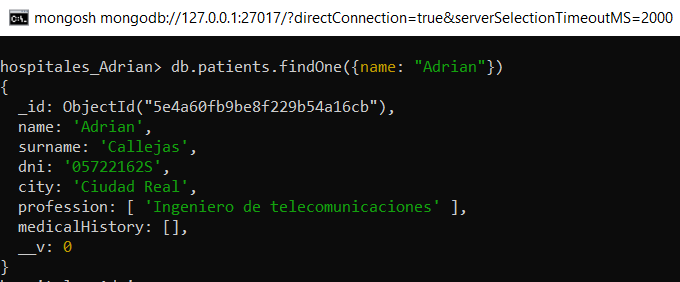 mongosh mongodb://127.0.0.1:27017/?directConnection=true&serverSelectionTimeoutMS=2000
hospitales_Adrian> db.patients.findOne({name: "Adrian"})
{
  _id: ObjectId("5e4a60fb9be8f229b54a16cb"),
  name: 'Adrian',
  surname: 'Callejas',
  dni: '05722162S',
  city: 'Ciudad Real',
  profession: [ 'Ingeniero de telecomunicaciones' ],
  medicalHistory: [],
  __v: 0
}